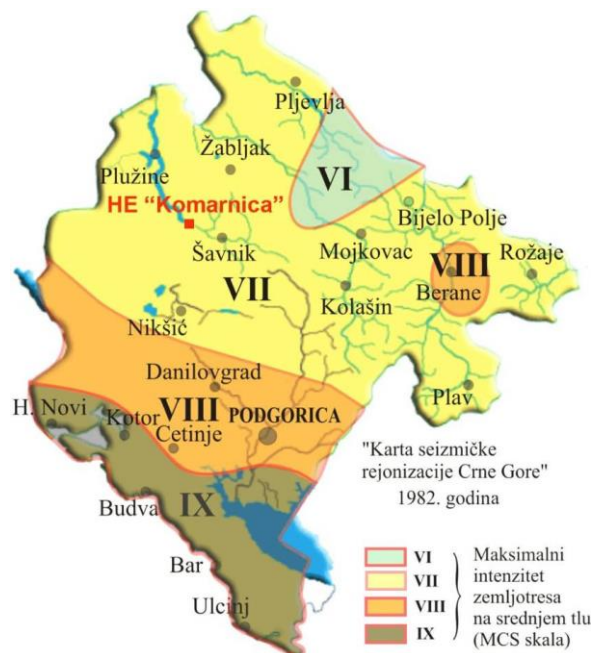 Pljevlja
Žabljak
Plužine
VI
HE "Komarnica"
Bijelo Polje
Šavnik
Mojkovac
VIII
Rožaje
VII
Berane
Kolašin
Nikšić
Danilovgrad
Plav
H. Novi
Kotor
VIII
PODGORICA
Cetinje
"Karta seizmičke
rejonizacije Crne Gore"
1982. godina
IX
Budva
Bar
Ulcinj
VI
VII
VIII
IX
Maksimalni
intenzitet
zemljotresa
na srednjem tlu
(MCS skala)